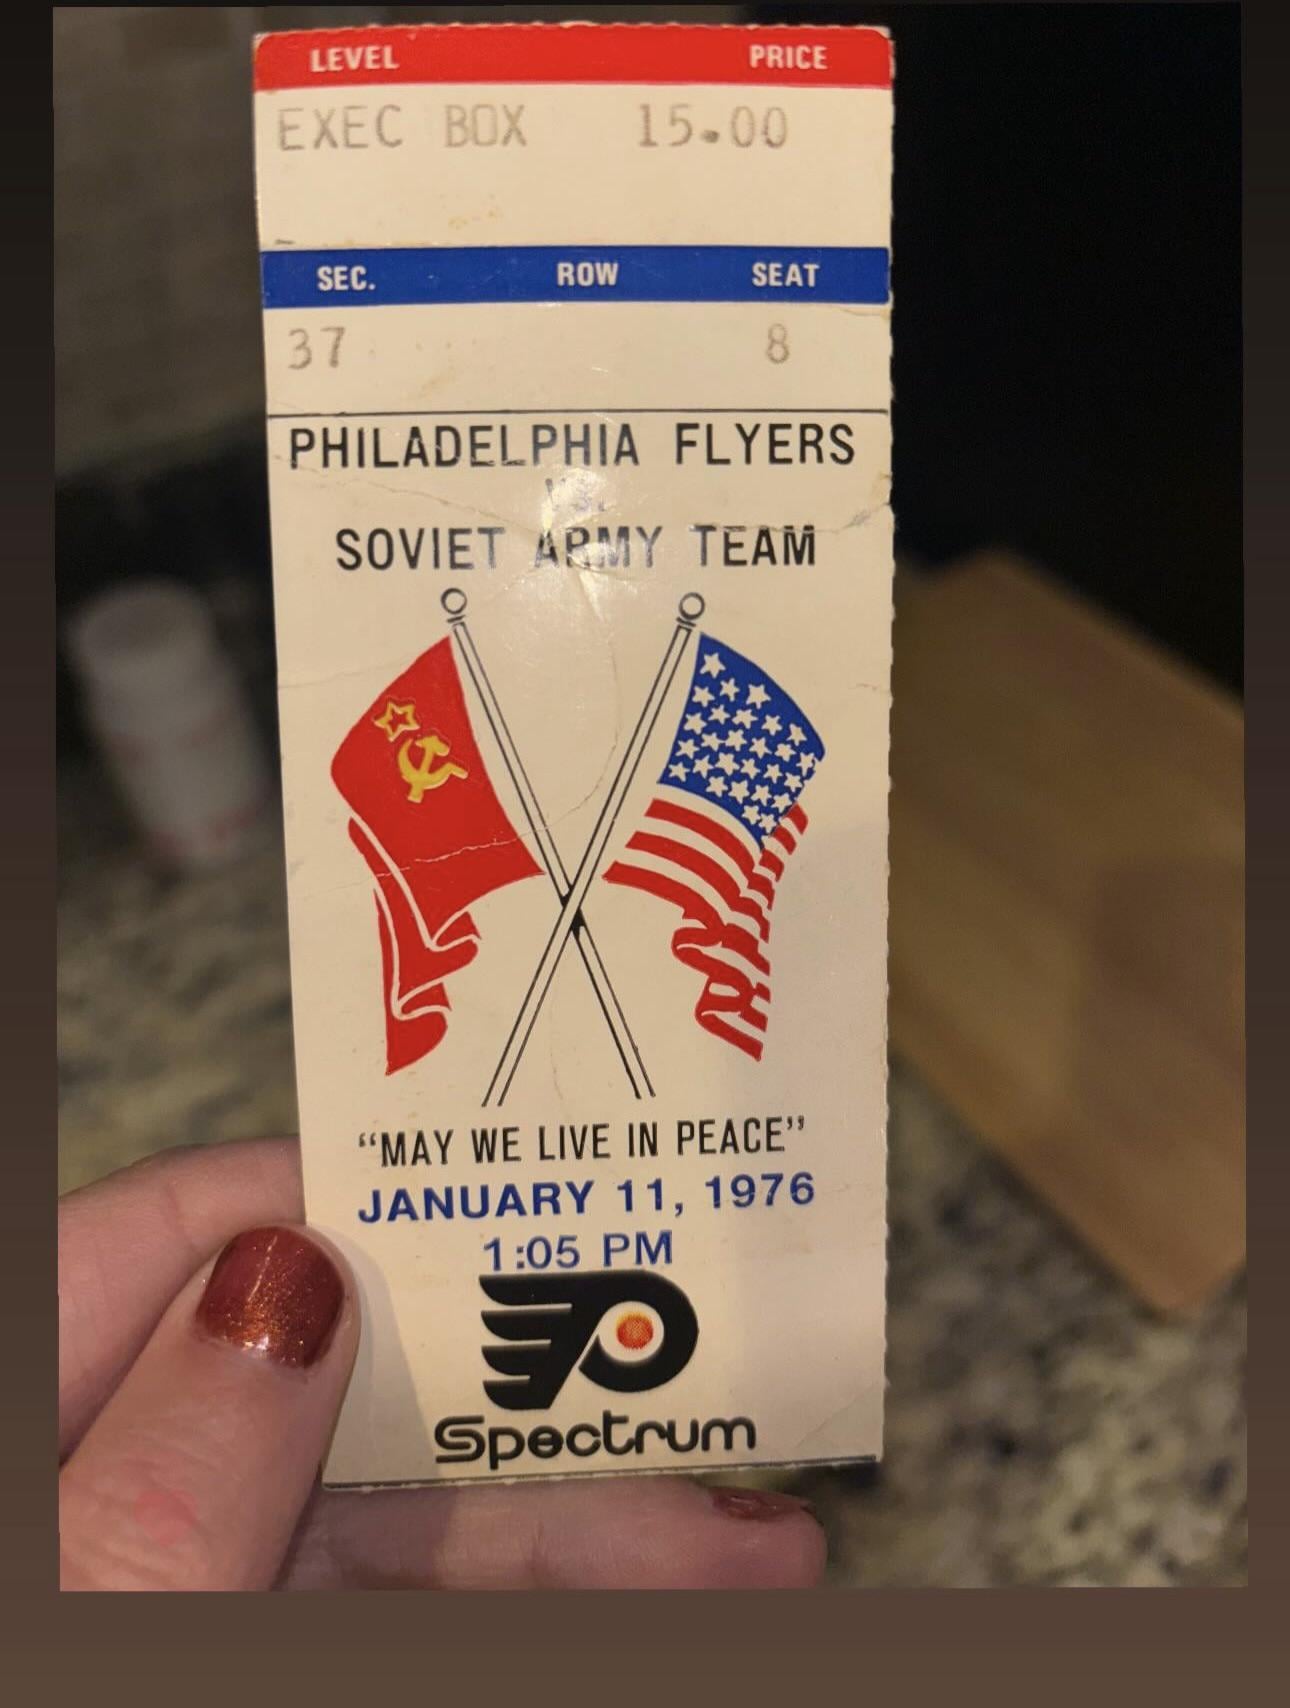 LEVEL PRICE
EXEC BOX 15.00
SEC. ROW SEAT
37 8
PHILADELPHIA FLYERS
VS.
SOVIET ARMY TEAM
“MAY WE LIVE IN PEACE”
JANUARY 11, 1976
1:05 PM
Spectrum